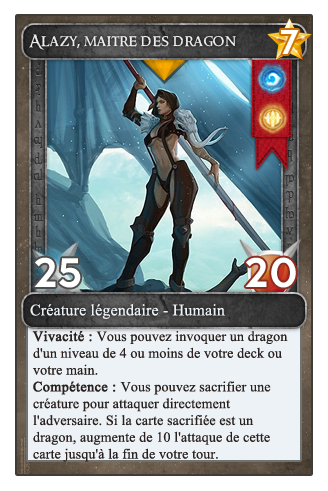 Alazy, maitre des dragon
7
25
20
Créature légendaire - Humain
Vivacité : Vous pouvez invoquer un dragon
d'un niveau de 4 ou moins de votre deck ou
votre main.
Compétence : Vous pouvez sacrifier une
créature pour attaquer directement
l'adversaire. Si la carte sacrifiée est un
dragon, augmente de 10 l'attaque de cette
carte jusqu'à la fin de votre tour.